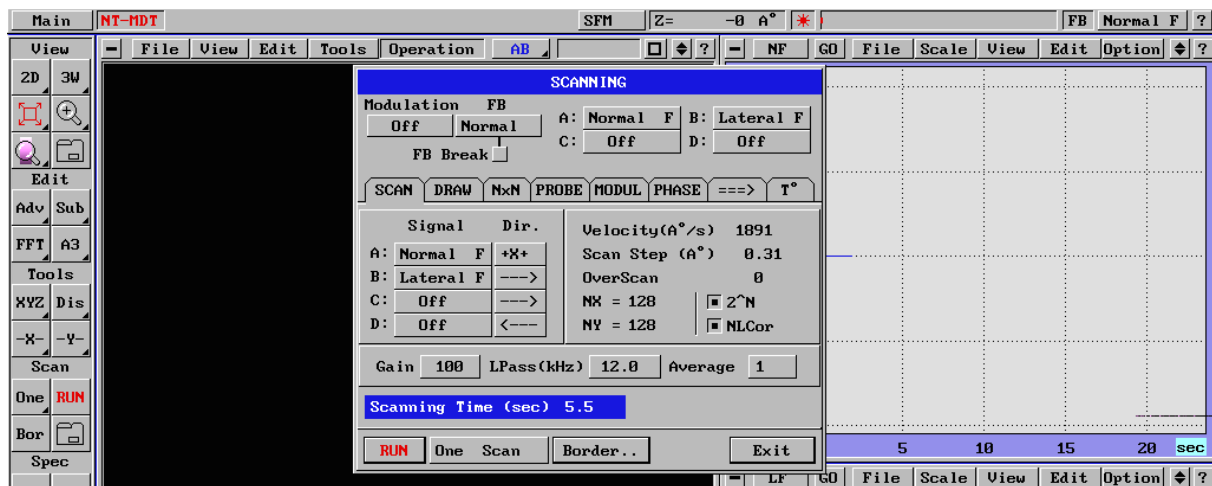 Main NT-MDT SFM Z= -0 A° FB Normal F ?
View - File View Edit Tools Operation AB ? - NF GO File Scale View Edit Option ?
2D 3W
Edit
Adv Sub
FFT A3
Tools
XYZ Dis
-X- -Y-
Scan
One RUN
Bor
Spec
SCANNING
Modulation FB
Off Normal
FB Break
A: Normal F B: Lateral F
C: Off D: Off
SCAN DRAW NxN PROBE MODUL PHASE ===> T°
Signal Dir.
A: Normal F +X+
B: Lateral F --->
C: Off --->
D: Off <---
Velocity(A°/s) 1891
Scan Step (A°) 0.31
OverScan 0
NX = 128 2^N
NY = 128 NLCor
Gain 100 LPass(kHz) 12.0 Average 1
Scanning Time (sec) 5.5
RUN One Scan Border.. Exit
5 10 15 20 sec
- LF GO File Scale View Edit Option ?